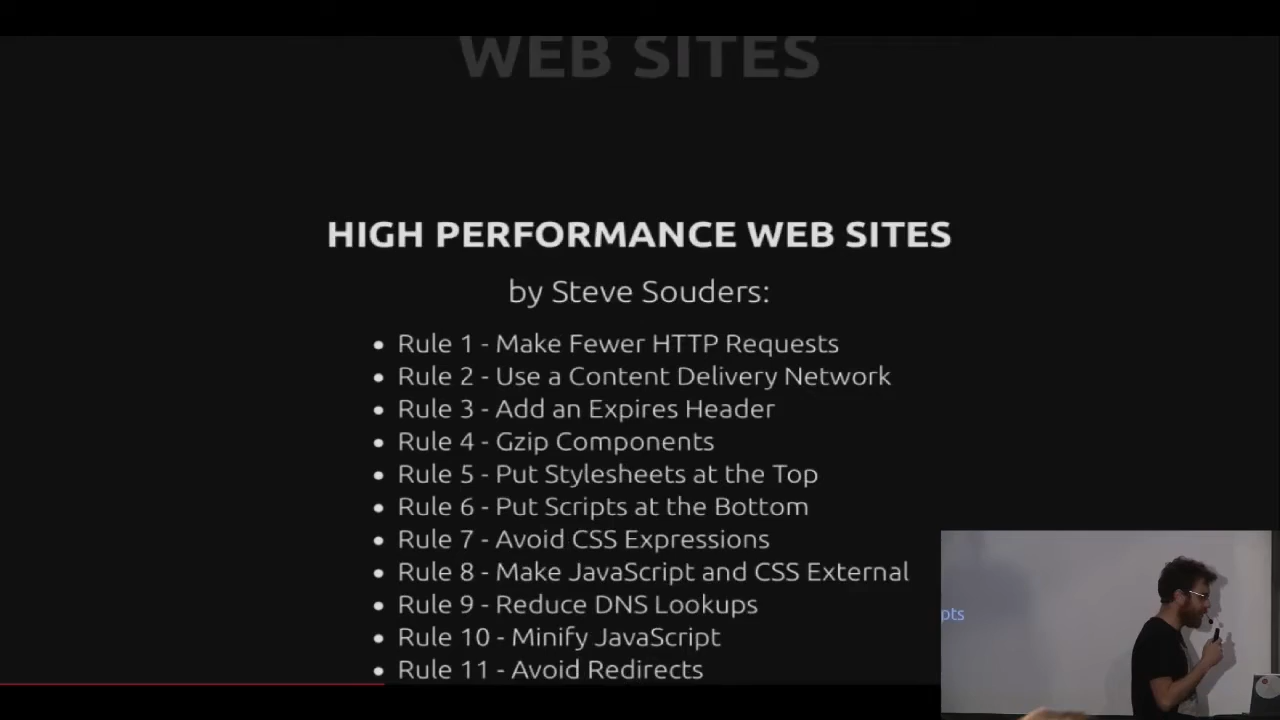 WEB SITES
HIGH PERFORMANCE WEB SITES
by Steve Souders:
• Rule 1 - Make Fewer HTTP Requests
• Rule 2 - Use a Content Delivery Network
• Rule 3 - Add an Expires Header
• Rule 4 - Gzip Components
• Rule 5 - Put Stylesheets at the Top
• Rule 6 - Put Scripts at the Bottom
• Rule 7 - Avoid CSS Expressions
• Rule 8 - Make JavaScript and CSS External
• Rule 9 - Reduce DNS Lookups
• Rule 10 - Minify JavaScript
• Rule 11 - Avoid Redirects
pts